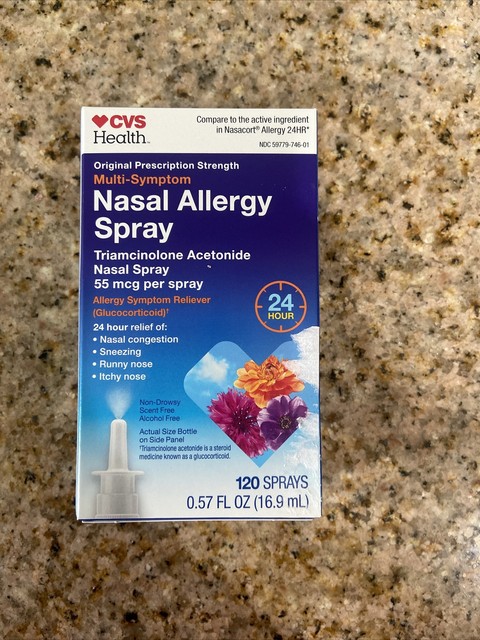 CVS
Health™
Compare to the active ingredient
in Nasacort® Allergy 24HR*
NDC 59779-746-01
Original Prescription Strength
Multi-Symptom
Nasal Allergy
Spray
Triamcinolone Acetonide
Nasal Spray
55 mcg per spray
Allergy Symptom Reliever
(Glucocorticoid)†
24 HOUR
24 hour relief of:
• Nasal congestion
• Sneezing
• Runny nose
• Itchy nose
Non-Drowsy
Scent Free
Alcohol Free
Actual Size Bottle
on Side Panel
†Triamcinolone acetonide is a steroid
medicine known as a glucocorticoid.
120 SPRAYS
0.57 FL OZ (16.9 mL)